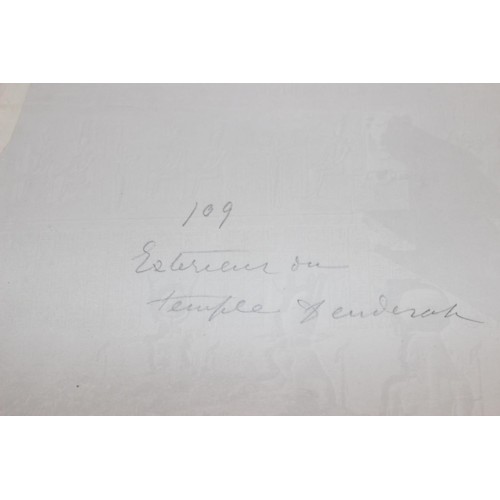 109
Exterieur du
temple Denderah